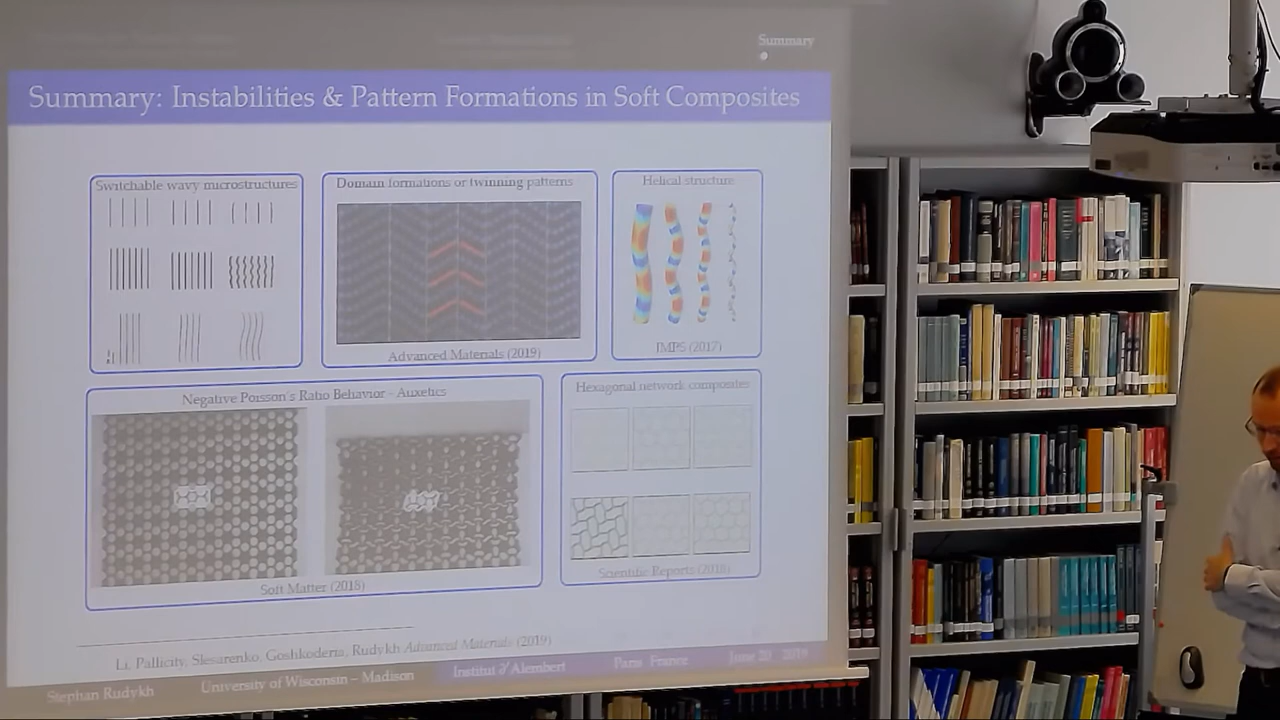 Summary
Summary: Instabilities & Pattern Formations in Soft Composites
Switchable wavy microstructures
Domain formations or twinning patterns
Advanced Materials (2019)
Helical structure
JMPS (2017)
Negative Poisson's Ratio Behavior - Auxetics
Soft Matter (2018)
Hexagonal network composites
Scientific Reports (2018)
Li, Pallicity, Slesarenko, Goshkoderia, Rudykh Advanced Materials (2019)
Stephan Rudykh University of Wisconsin – Madison Institut ∂'Alembert Paris France June 20 2019